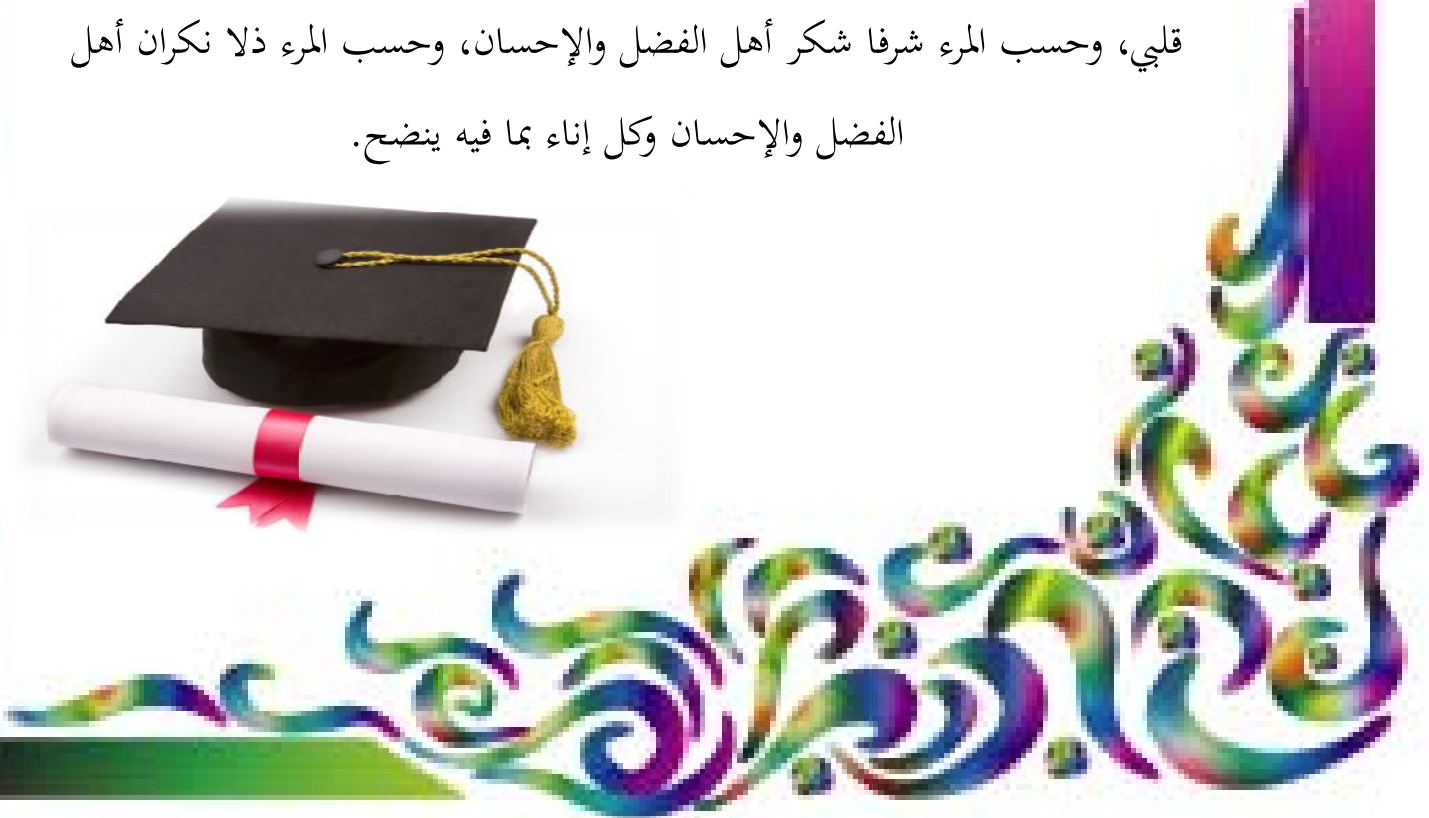 قلبي، وحسب المرء شرفا شكر أهل الفضل والإحسان، وحسب المرء ذلا نكران أهل
الفضل والإحسان وكل إناء بما فيه ينضح.